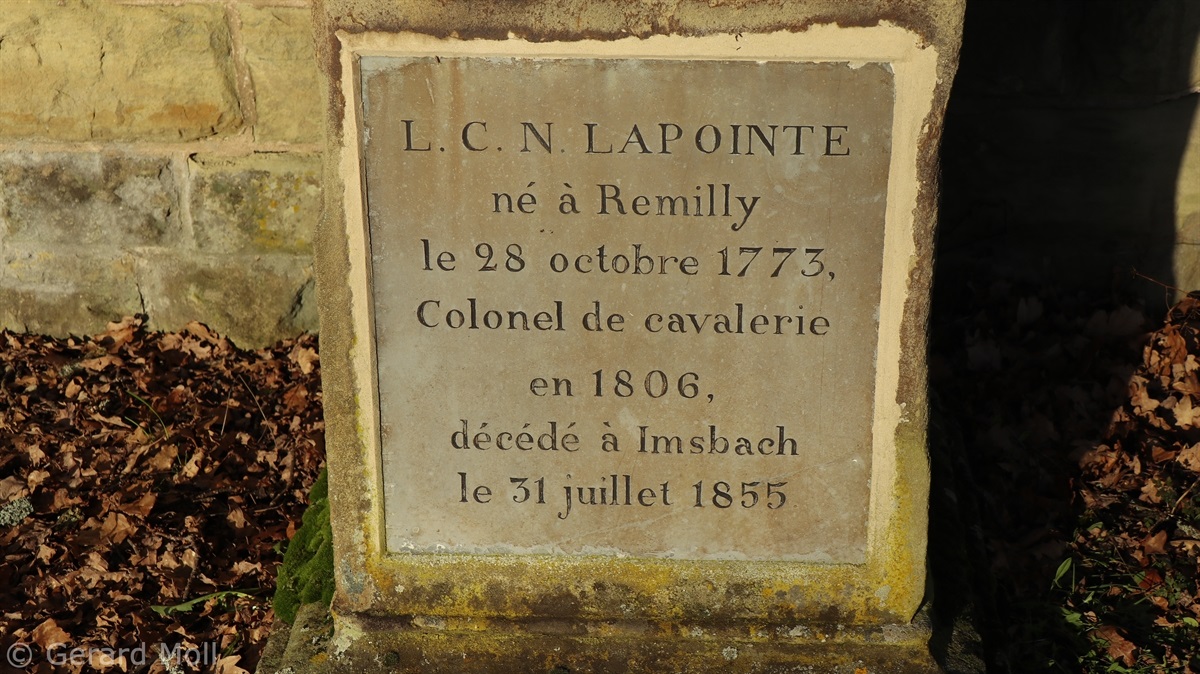 L. C. N. LAPOINTE
né à Remilly
le 28 octobre 1773,
Colonel de cavalerie
en 1806,
décédé à Imsbach
le 31 juillet 1855
© Gerard Moll